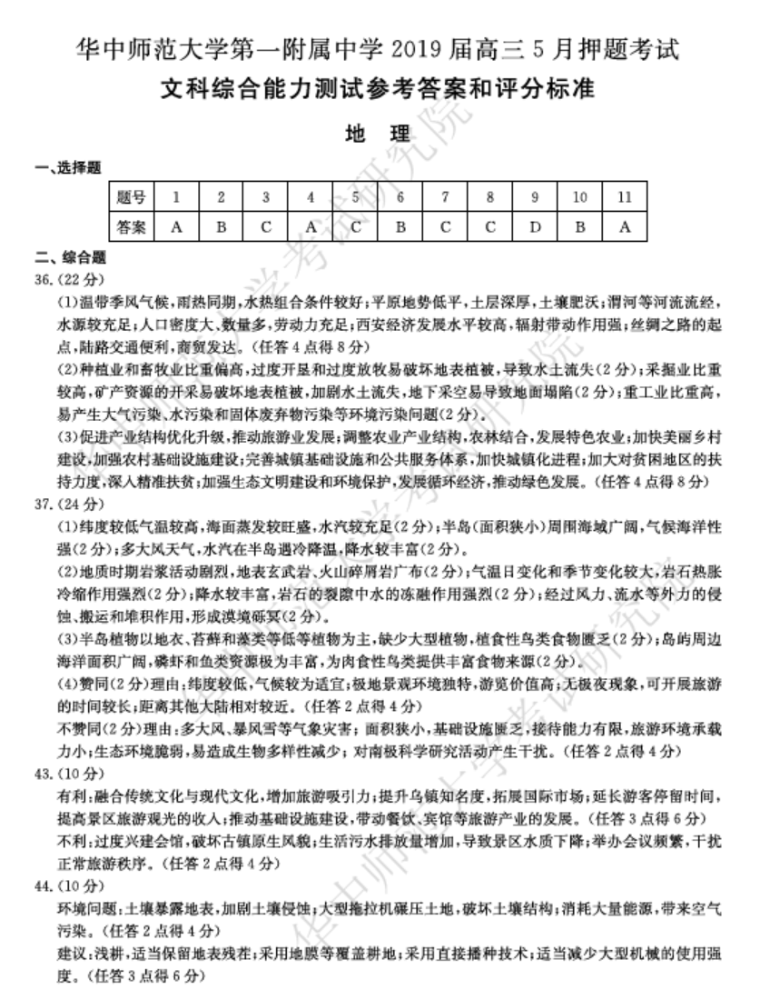 华中师范大学第一附属中学 2019 届高三 5 月押题考试
文科综合能力测试参考答案和评分标准
地 理
一、选择题
题号 1 2 3 4 5 6 7 8 9 10 11
答案 A B C A C B C C D B A
二、综合题
36.(22 分)
(1)温带季风气候,雨热同期,水热组合条件较好;平原地势低平,土层深厚,土壤肥沃;渭河等河流流经,
水源较充足;人口密度大、数量多,劳动力充足;西安经济发展水平较高,辐射带动作用强;丝绸之路的起
点,陆路交通便利,商贸发达。(任答 4 点得 8 分)
(2)种植业和畜牧业比重偏高,过度开垦和过度放牧易破坏地表植被,导致水土流失(2 分);采掘业比重
较高,矿产资源的开采易破坏地表植被,加剧水土流失,地下采空易导致地面塌陷(2 分);重工业比重高,
易产生大气污染、水污染和固体废弃物污染等环境污染问题(2 分)。
(3)促进产业结构优化升级,推动旅游业发展;调整农业产业结构,农林结合,发展特色农业;加快美丽乡村
建设,加强农村基础设施建设;完善城镇基础设施和公共服务体系,加快城镇化进程;加大对贫困地区的扶
持力度,深入精准扶贫;加强生态文明建设和环境保护,发展循环经济,推动绿色发展。(任答 4 点得 8 分)
37.(24 分)
(1)纬度较低气温较高,海面蒸发较旺盛,水汽较充足(2 分);半岛(面积狭小)周围海域广阔,气候海洋性
强(2 分);多大风天气,水汽在半岛遇冷降温,降水较丰富(2 分)。
(2)地质时期岩浆活动剧烈,地表玄武岩、火山碎屑岩广布(2 分);气温日变化和季节变化较大,岩石热胀
冷缩作用强烈(2 分);降水较丰富,岩石的裂隙中水的冻融作用强烈(2 分);经过风力、流水等外力的侵
蚀、搬运和堆积作用,形成漠境砾幂(2 分)。
(3)半岛植物以地衣、苔藓和藻类等低等植物为主,缺少大型植物,植食性鸟类食物匮乏(2 分);岛屿周边
海洋面积广阔,磷虾和鱼类资源极为丰富,为肉食性鸟类提供丰富食物来源(2 分)。
(4)赞同(2 分)理由:纬度较低,气候较为适宜;极地景观环境独特,游览价值高;无极夜现象,可开展旅游
的时间较长;距离其他大陆相对较近。(任答 2 点得 4 分)
不赞同(2 分)理由:多大风、暴风雪等气象灾害;面积狭小,基础设施匮乏,接待能力有限,旅游环境承载
力小;生态环境脆弱,易造成生物多样性减少;对南极科学研究活动产生干扰。(任答 2 点得 4 分)
43.(10 分)
有利:融合传统文化与现代文化,增加旅游吸引力;提升乌镇知名度,拓展国际市场;延长游客停留时间,
提高景区旅游观光的收入;推动基础设施建设,带动餐饮、宾馆等旅游产业的发展。(任答 3 点得 6 分)
不利:过度兴建会馆,破坏古镇原生风貌;生活污水排放量增加,导致景区水质下降;举办会议频繁,干扰
正常旅游秩序。(任答 2 点得 4 分)
44.(10 分)
环境问题:土壤暴露地表,加剧土壤侵蚀;大型拖拉机碾压土地,破坏土壤结构;消耗大量能源,带来空气
污染。(任答 2 点得 4 分)
建议:浅耕,适当保留地表残茬;采用地膜等覆盖耕地;采用直接播种技术;适当减少大型机械的使用强
度。(任答 3 点得 6 分)
华中师范大学考试研究院
华中师范大学考试研究院
华中师范大学考试研究院